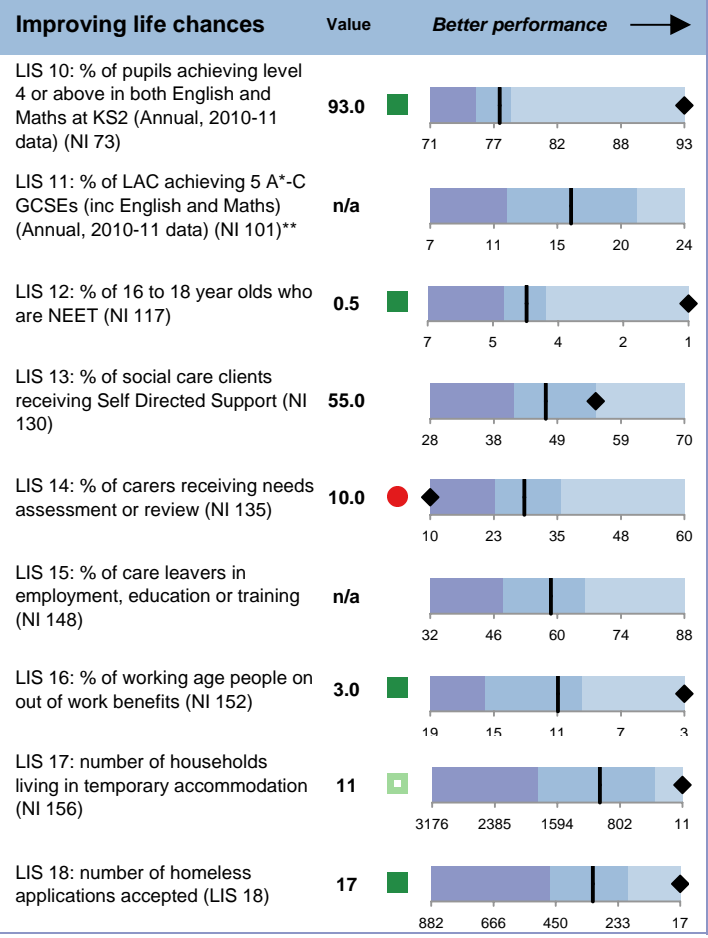 Improving life chances Value Better performance
LIS 10: % of pupils achieving level
4 or above in both English and
Maths at KS2 (Annual, 2010-11
data) (NI 73)
93.0
71 77 82 88 93
LIS 11: % of LAC achieving 5 A*-C
GCSEs (inc English and Maths)
(Annual, 2010-11 data) (NI 101)**
n/a
7 11 15 20 24
LIS 12: % of 16 to 18 year olds who
are NEET (NI 117)
0.5
7 5 4 2 1
LIS 13: % of social care clients
receiving Self Directed Support (NI
130)
55.0
28 38 49 59 70
LIS 14: % of carers receiving needs
assessment or review (NI 135)
10.0
10 23 35 48 60
LIS 15: % of care leavers in
employment, education or training
(NI 148)
n/a
32 46 60 74 88
LIS 16: % of working age people on
out of work benefits (NI 152)
3.0
19 15 11 7 3
LIS 17: number of households
living in temporary accommodation
(NI 156)
11
3176 2385 1594 802 11
LIS 18: number of homeless
applications accepted (LIS 18)
17
882 666 450 233 17